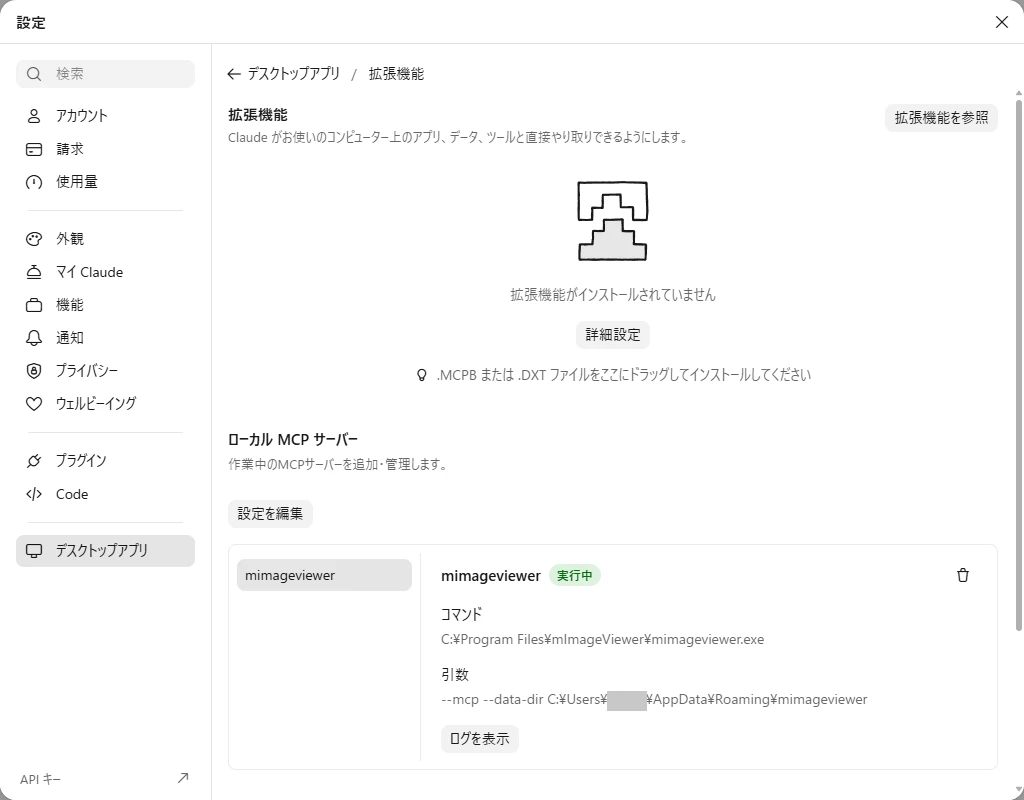 設定
検索
アカウント
請求
使用量
外観
マイ Claude
機能
通知
プライバシー
ウェルビーイング
プラグイン
Code
デスクトップアプリ
API キー
デスクトップアプリ / 拡張機能
拡張機能
Claude がお使いのコンピューター上のアプリ、データ、ツールと直接やり取りできるようにします。
拡張機能を参照
拡張機能がインストールされていません
詳細設定
.MCPB または .DXT ファイルをここにドラッグしてインストールしてください
ローカル MCP サーバー
作業中のMCPサーバーを追加・管理します。
設定を編集
mimageviewer
mimageviewer 実行中
コマンド
C:¥Program Files¥mImageViewer¥mimageviewer.exe
引数
--mcp --data-dir C:¥Users¥ ¥AppData¥Roaming¥mimageviewer
ログを表示